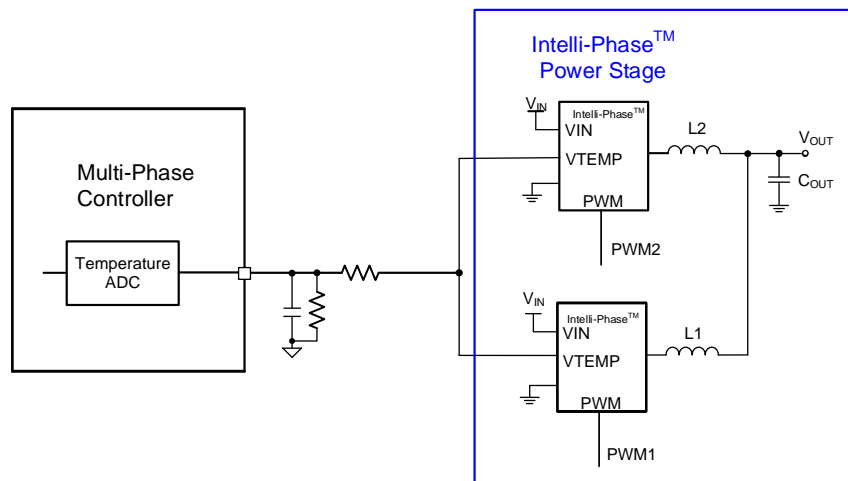 Intelli-Phase™
Power Stage
Multi-Phase
Controller
Temperature
ADC
VIN
Intelli-Phase™
VIN
VTEMP
PWM
PWM2
L2
VOUT
COUT
VIN
Intelli-Phase™
VIN
VTEMP
PWM
PWM1
L1